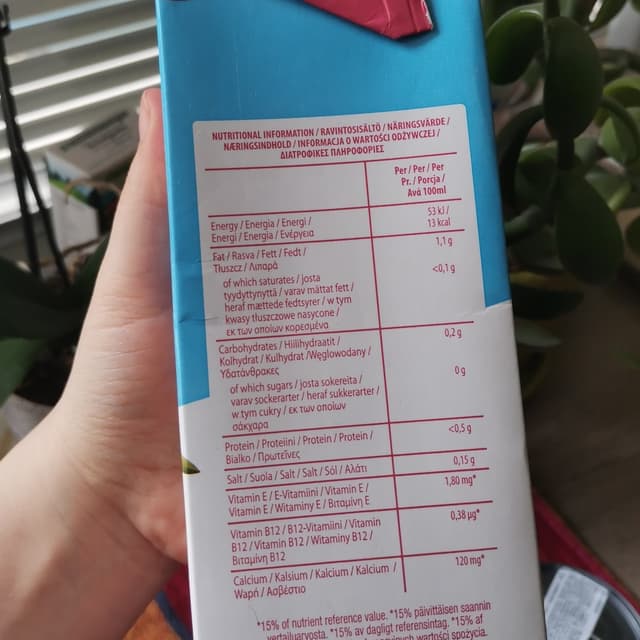 NUTRITIONAL INFORMATION / RAVINTOSISÄLTÖ / NÄRINGSVÄRDE /
NÆRINGSINDHOLD / INFORMACJA O WARTOŚCI ODŻYWCZEJ /
ΔΙΑΤΡΟΦΙΚΕΣ ΠΛΗΡΟΦΟΡΙΕΣ
Per / Per / Per
Pr. / Porcja /
Ανά 100ml
Energy / Energia / Energi /
Energi / Energia / Ενέργεια
53 kJ /
13 kcal
Fat / Rasva / Fett / Fedt /
Tłuszcz / Λιπαρά
1,1 g
of which saturates / josta
tyydyttynyttä / varav mättat fett /
heraf mættede fedtsyrer / w tym
kwasy tłuszczowe nasycone /
εκ των οποίων κορεσμένα
<0,1 g
Carbohydrates / Hiilihydraatit /
Kolhydrat / Kulhydrat /Węglowodany /
Υδατάνθρακες
0,2 g
of which sugars / josta sokereita /
varav sockerarter / heraf sukkerarter /
w tym cukry / εκ των οποίων
σάκχαρα
0 g
Protein / Proteiini / Protein / Protein /
Białko / Πρωτεΐνες
<0,5 g
Salt / Suola / Salt / Salt / Sól / Αλάτι
0,15 g
Vitamin E / E-Vitamiini / Vitamin E /
Vitamin E / Witaminy E / Βιταμίνη E
1,80 mg*
Vitamin B12 / B12-Vitamiini / Vitamin
B12 / Vitamin B12 / Witaminy B12 /
Βιταμίνη B12
0,38 µg*
Calcium / Kalsium / Kalcium / Kalcium /
Wapń / Ασβέστιο
120 mg*
*15% of nutrient reference value. *15% päivittäisen saannin
vertailuarvosta. *15% av dagligt referensintag. *15% af
wartości spożycia.